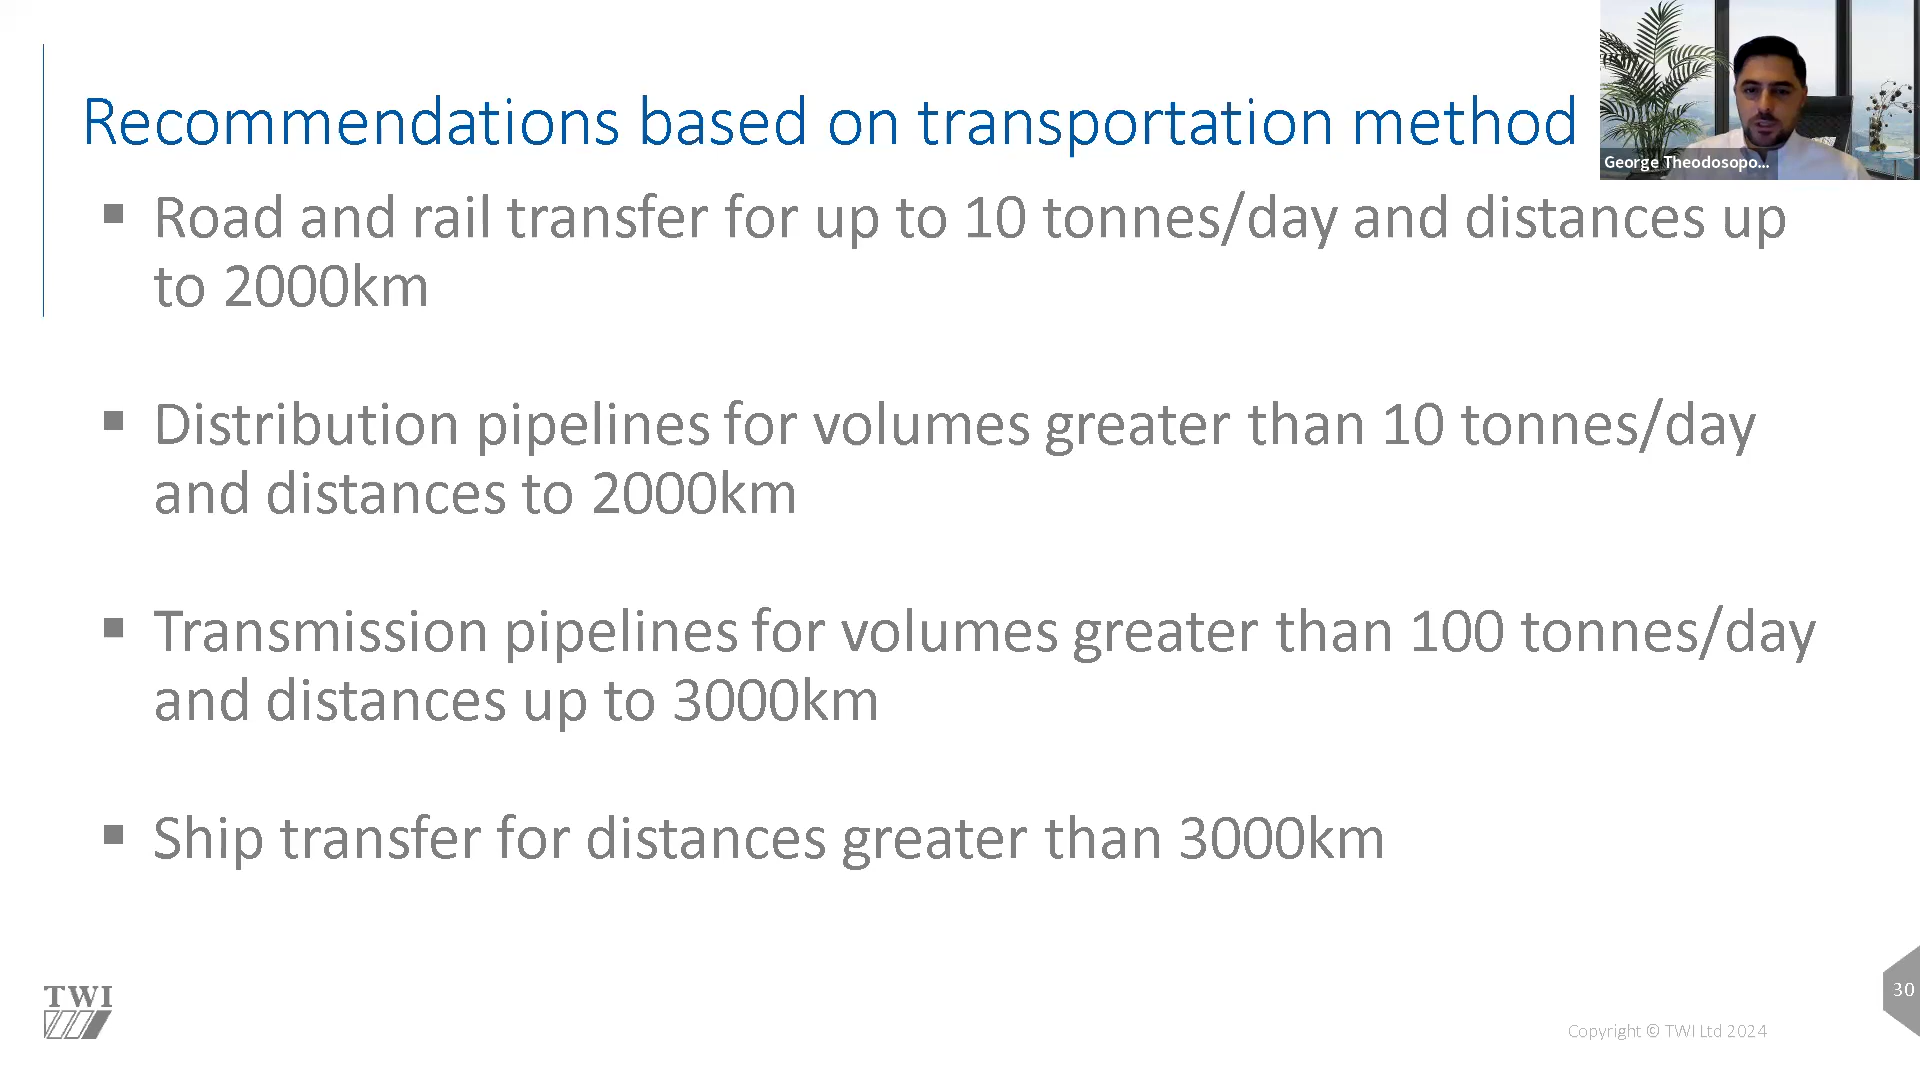 Recommendations based on transportation method
George Theodosopo...
▪ Road and rail transfer for up to 10 tonnes/day and distances up
to 2000km
▪ Distribution pipelines for volumes greater than 10 tonnes/day
and distances to 2000km
▪ Transmission pipelines for volumes greater than 100 tonnes/day
and distances up to 3000km
▪ Ship transfer for distances greater than 3000km
TWI
30
Copyright © TWI Ltd 2024